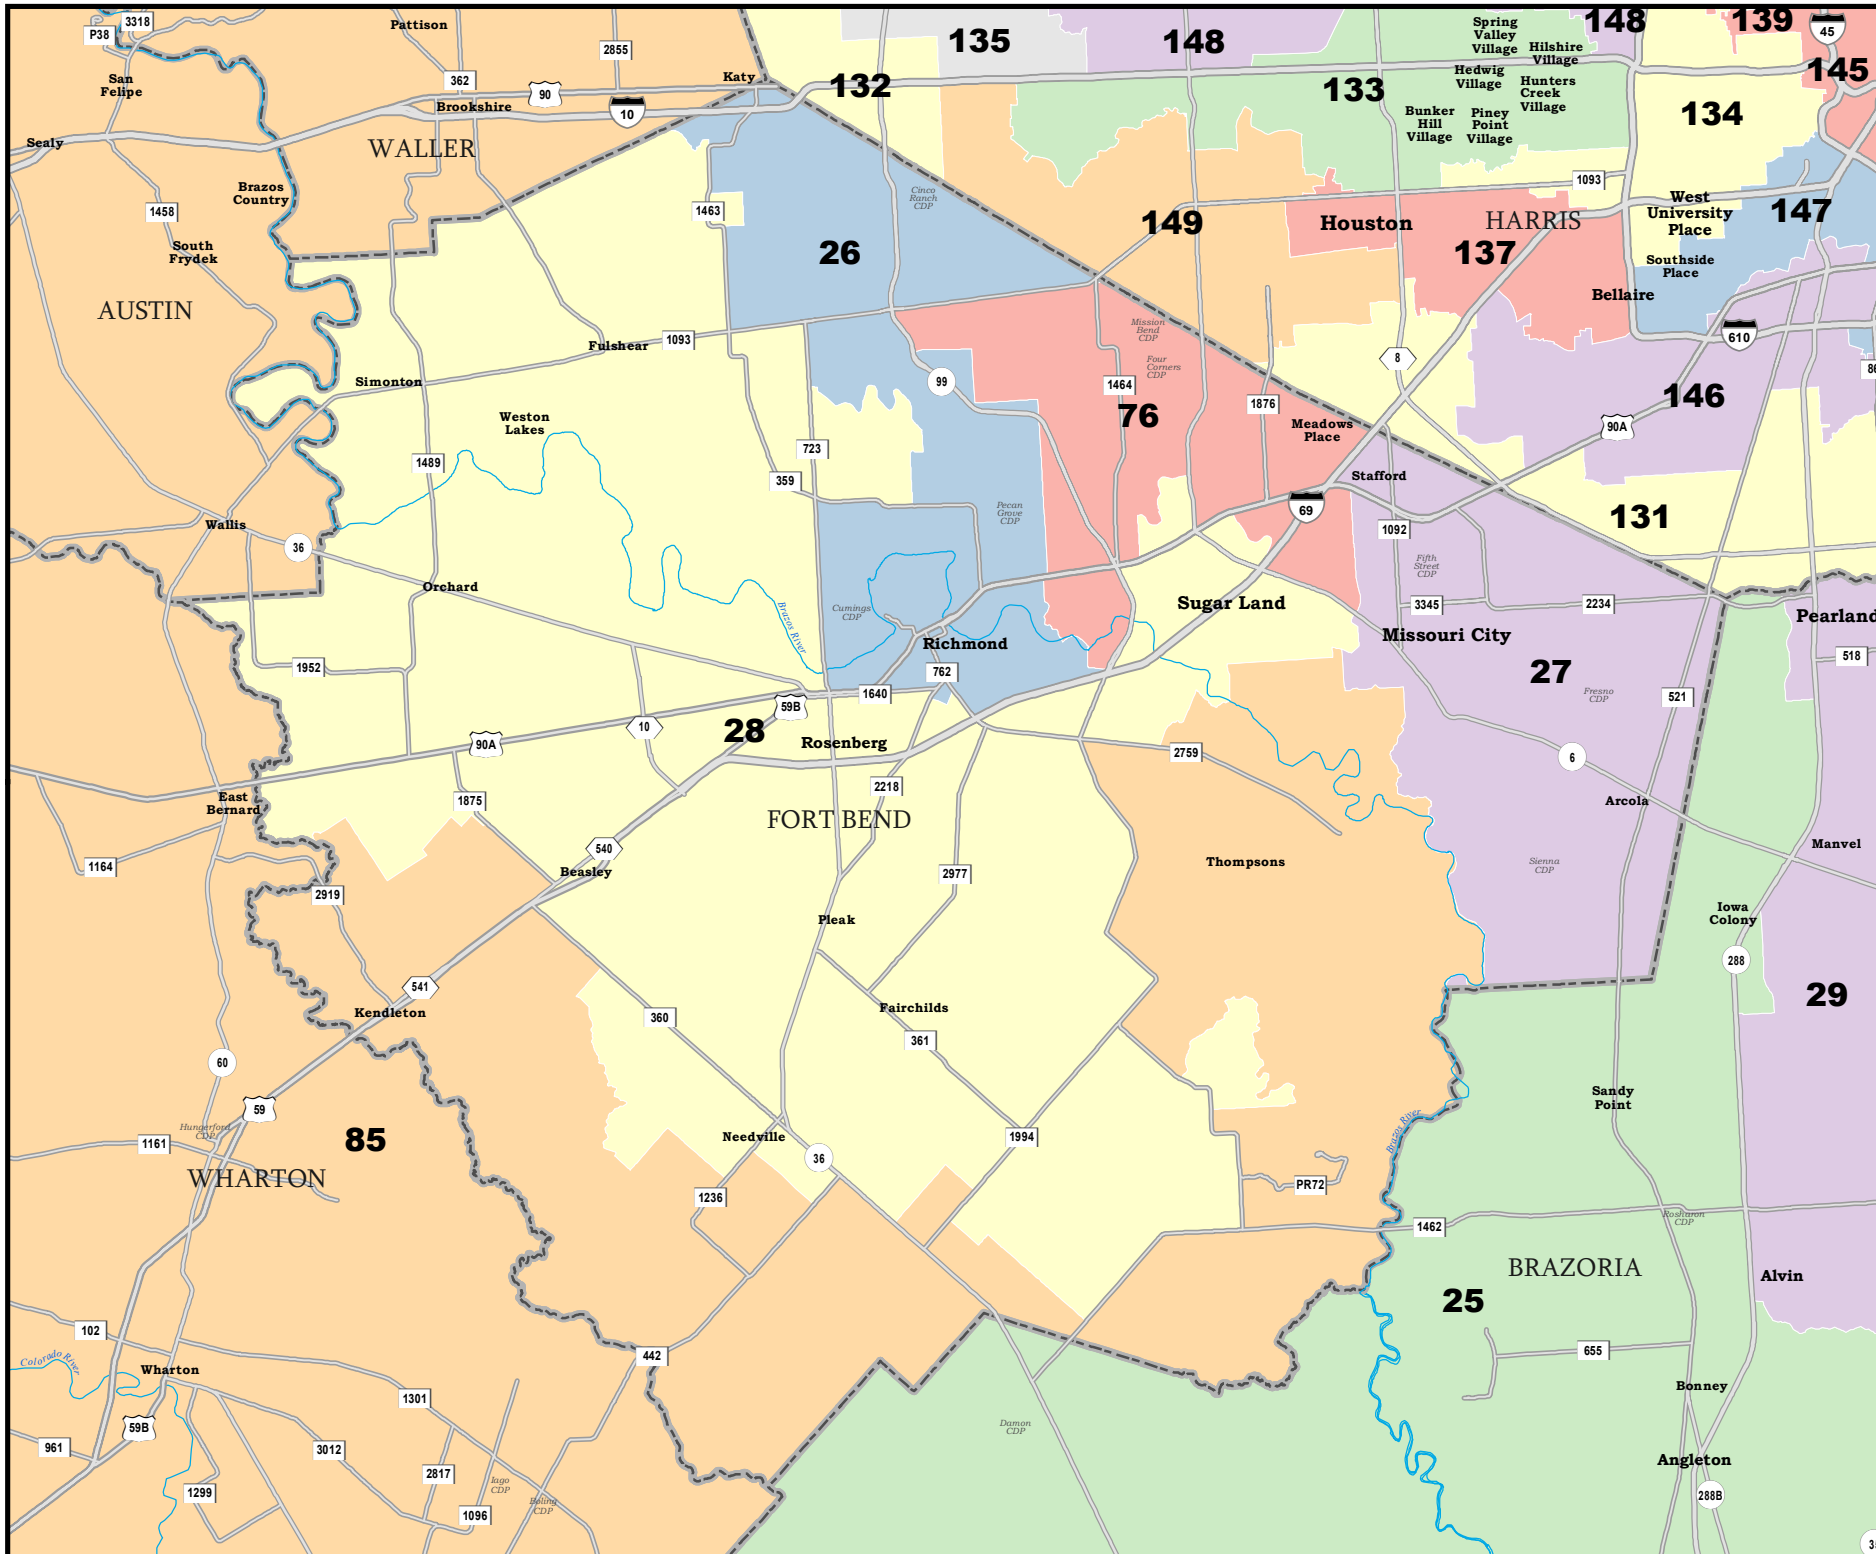 3318
P38
Pattison
2855
San
Felipe
362
90
Katy
10
Brookshire
Sealy
WALLER
132
135
148
133
Spring
Valley
Village
Hilshire
Village
Hedwig
Village
Hunters
Creek
Village
Bunker
Hill
Village
Piney
Point
Village
148
139
45
145
134
Brazos
Country
1458
South
Frydek
AUSTIN
1463
Cinco
Ranch
CDP
26
149
1093
Houston
HARRIS
137
West
University
Place
147
Southside
Place
Bellaire
610
Fulshear
1093
Simonton
Mission
Bend
CDP
Four
Corners
CDP
99
1464
76
1876
8
Meadows
Place
146
90A
Weston
Lakes
1489
723
359
Stafford
69
Pecan
Grove
CDP
1092
131
Wallis
36
Orchard
Fifth
Street
CDP
Cumings
CDP
Brazos River
Sugar Land
3345
2234
Missouri City
Pearland
518
Richmond
762
1640
1952
27
Fresno
CDP
521
10
59B
28
90A
Rosenberg
2759
6
Arcola
2218
East
Bernard
1875
FORT BEND
540
Thompsons
Manvel
1164
2919
Beasley
2977
Sienna
CDP
Iowa
Colony
Pleak
288
541
Kendleton
360
Fairchilds
361
29
60
59
Hungerford
CDP
1161
85
WHARTON
Needville
36
1994
1236
PR72
Brazos River
Sandy
Point
1462
Rosharon
CDP
BRAZORIA
25
Alvin
102
Colorado River
Wharton
442
655
Bonney
1301
59B
961
3012
2817
Iago
CDP
Boling
CDP
1299
1096
Damon
CDP
Angleton
288B